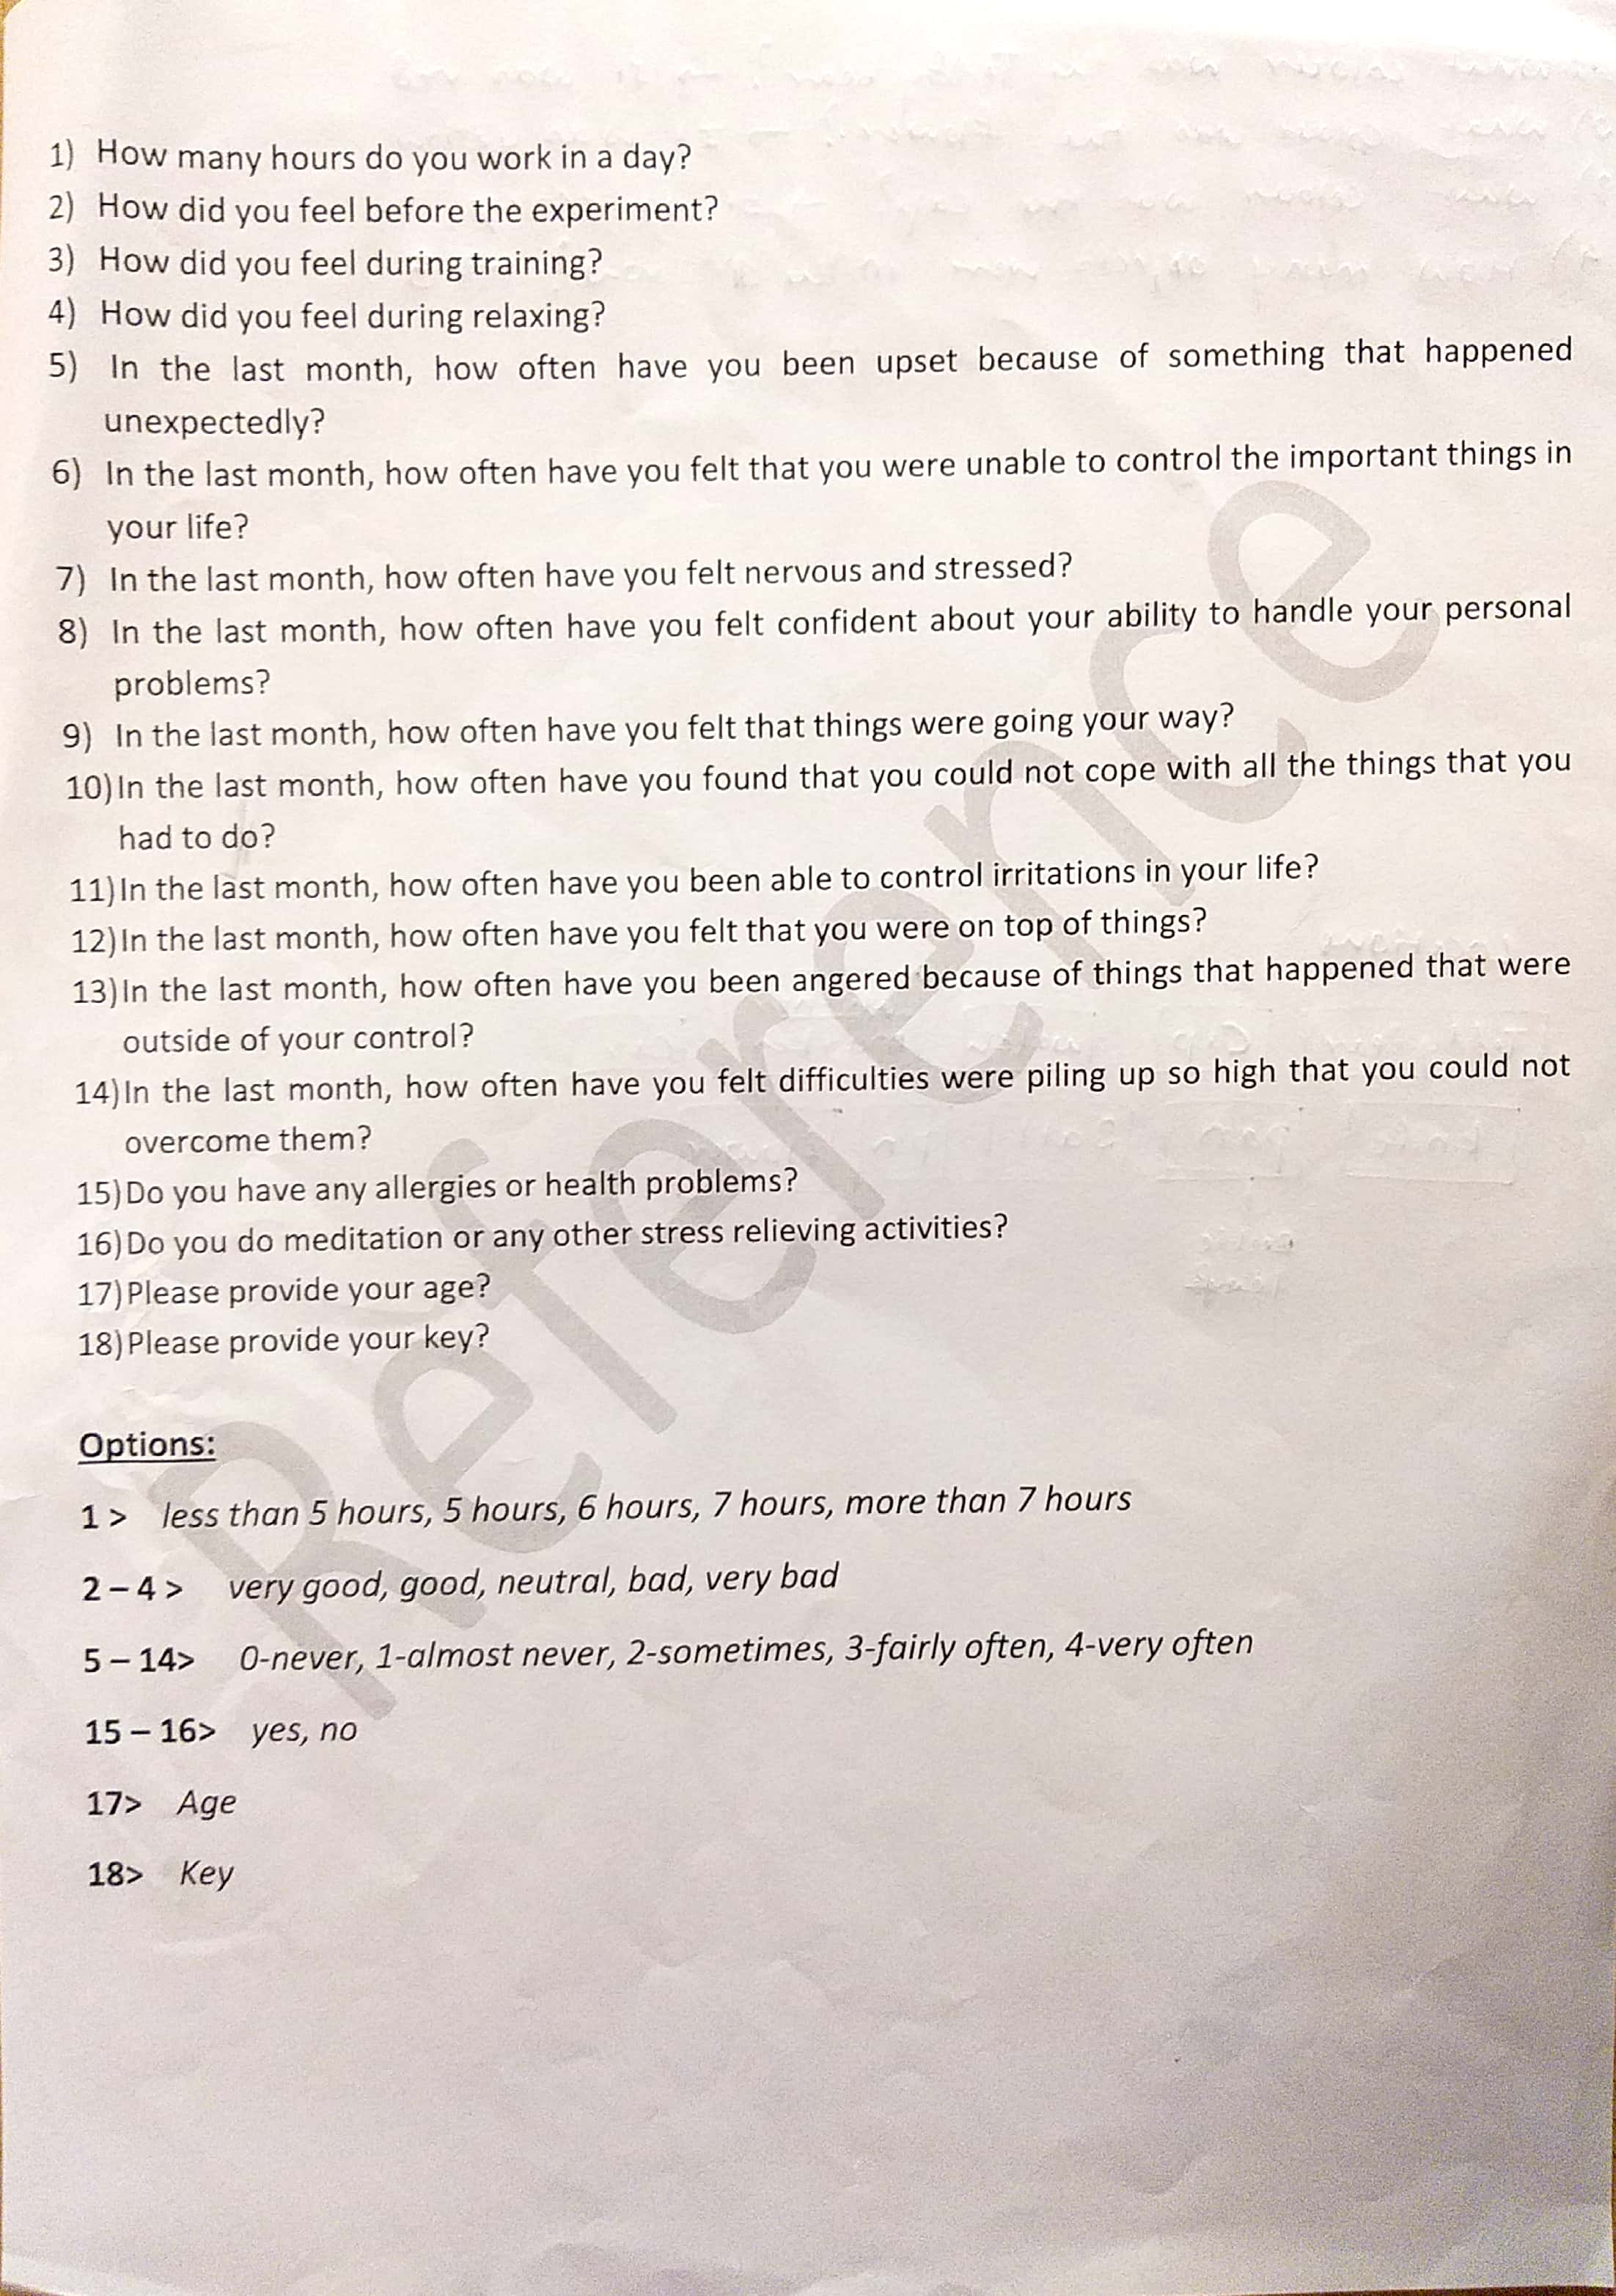 1) How many hours do you work in a day?
2) How did you feel before the experiment?
3) How did you feel during training?
4) How did you feel during relaxing?
5) In the last month, how often have you been upset because of something that happened
unexpectedly?
6) In the last month, how often have you felt that you were unable to control the important things in
your life?
7) In the last month, how often have you felt nervous and stressed?
8) In the last month, how often have you felt confident about your ability to handle your personal
problems?
9) In the last month, how often have you felt that things were going your way?
10) In the last month, how often have you found that you could not cope with all the things that you
had to do?
11) In the last month, how often have you been able to control irritations in your life?
12) In the last month, how often have you felt that you were on top of things?
13) In the last month, how often have you been angered because of things that happened that were
outside of your control?
14) In the last month, how often have you felt difficulties were piling up so high that you could not
overcome them?
15) Do you have any allergies or health problems?
16) Do you do meditation or any other stress relieving activities?
17) Please provide your age?
18) Please provide your key?
Options:
1 > less than 5 hours, 5 hours, 6 hours, 7 hours, more than 7 hours
2 – 4 > very good, good, neutral, bad, very bad
5 – 14> 0-never, 1-almost never, 2-sometimes, 3-fairly often, 4-very often
15 – 16> yes, no
17> Age
18> Key
Reference